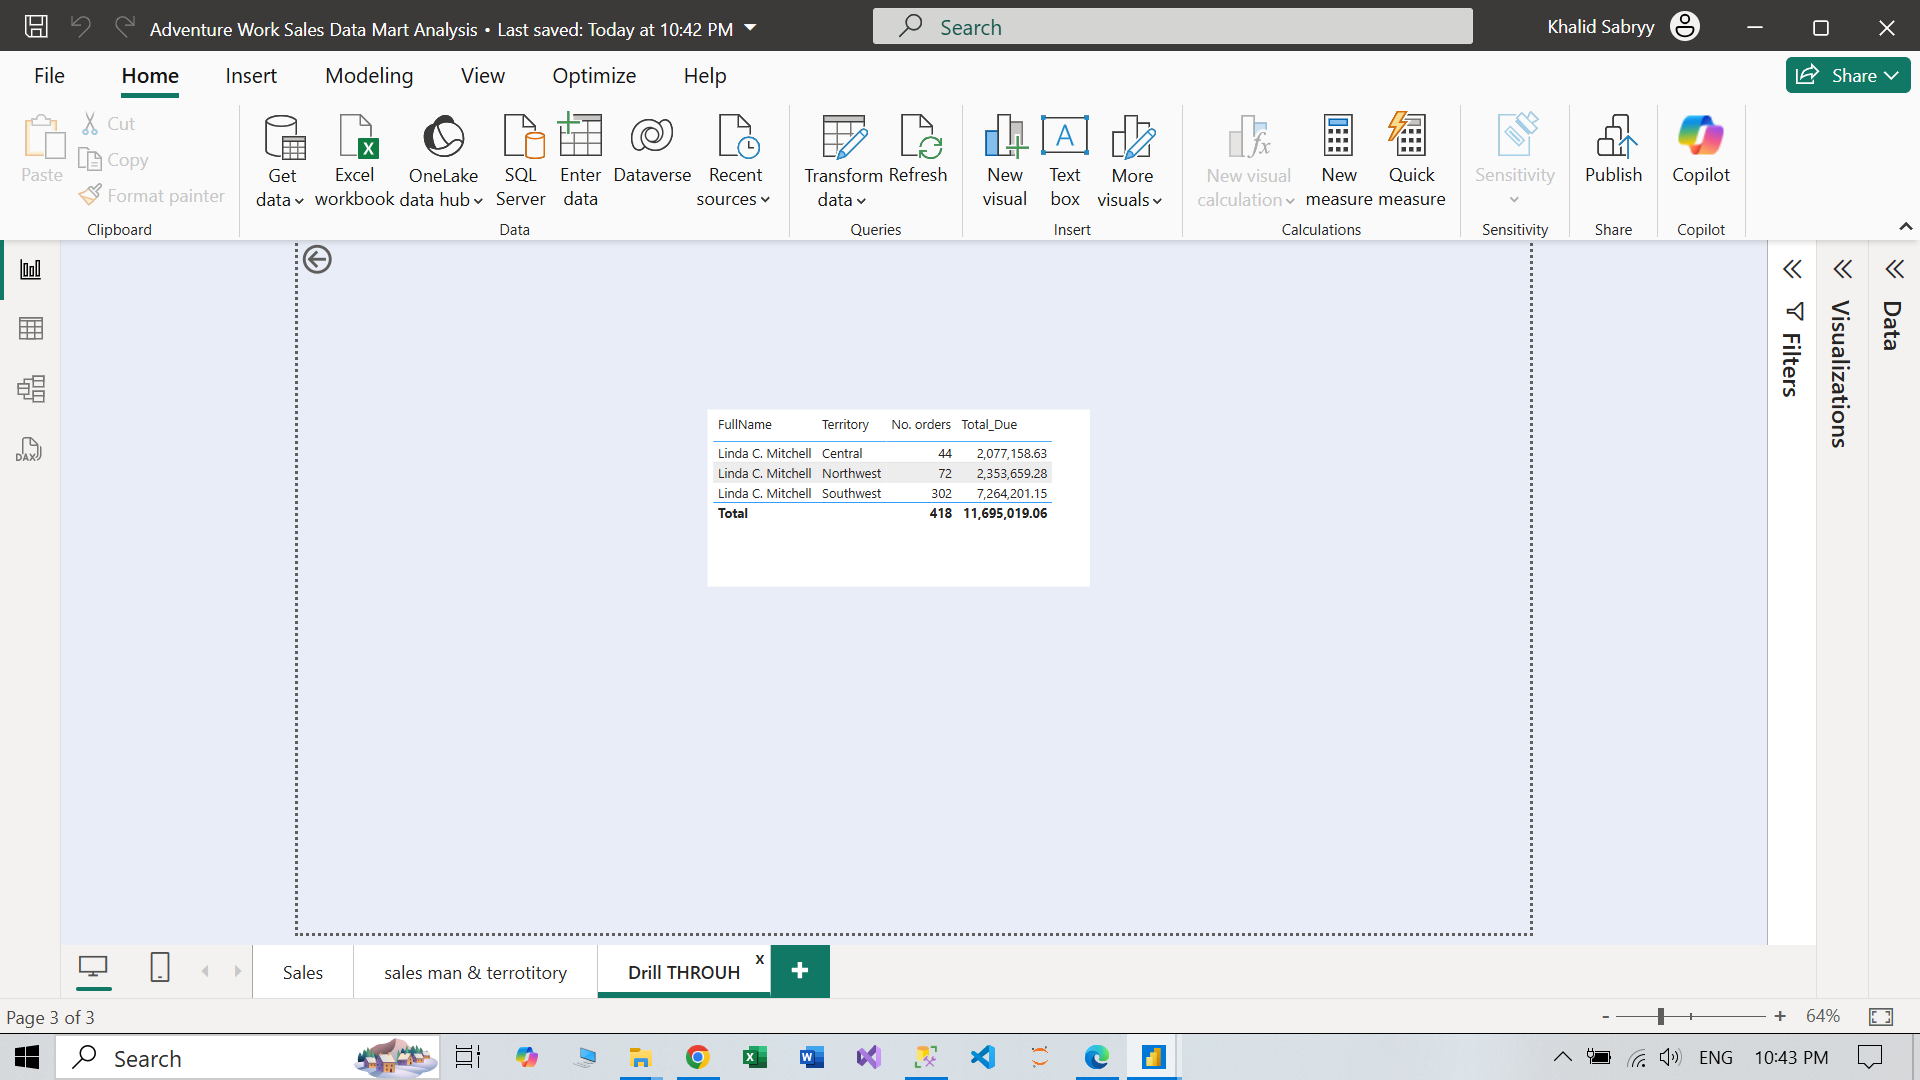 Adventure Work Sales Data Mart Analysis • Last saved: Today at 10:42 PM
Search
Khalid Sabryy
File Home Insert Modeling View Optimize Help
Share
Paste
Cut
Copy
Format painter
Clipboard
Get data
Excel workbook
OneLake data hub
SQL Server
Enter data
Dataverse
Recent sources
Data
Transform data
Refresh
Queries
New visual
Text box
More visuals
Insert
New visual calculation
New measure
Quick measure
Calculations
Sensitivity
Sensitivity
Publish
Share
Copilot
Copilot
DAX
FullName Territory No. orders Total_Due
Linda C. Mitchell Central 44 2,077,158.63
Linda C. Mitchell Northwest 72 2,353,659.28
Linda C. Mitchell Southwest 302 7,264,201.15
Total 418 11,695,019.06
Filters
Visualizations
Data
Sales
sales man & terrotitory
Drill THROUH
x
Page 3 of 3
64%
Search
ENG
10:43 PM